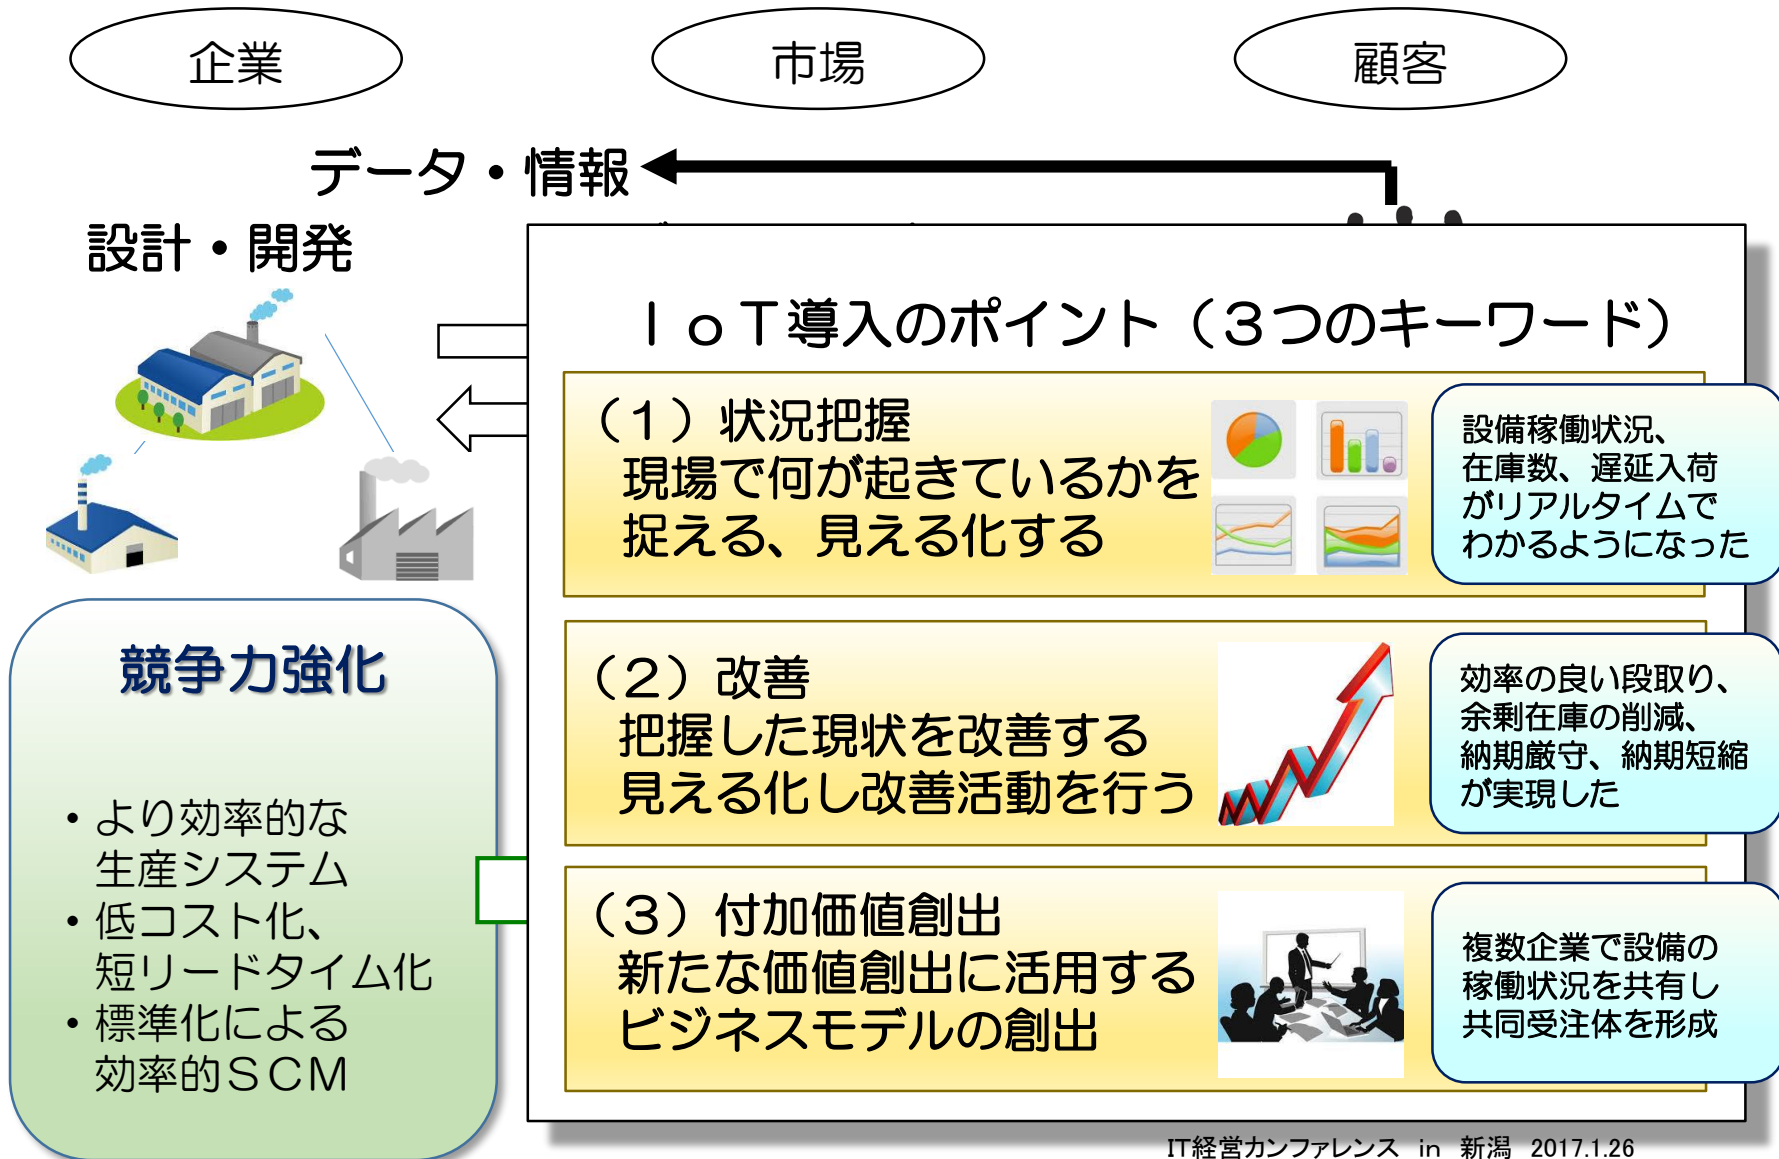 企業
市場
顧客
データ・情報
設計・開発
ＩｏＴ導入のポイント（３つのキーワード）
（１）状況把握
現場で何が起きているかを
捉える、見える化する
設備稼働状況、
在庫数、遅延入荷
がリアルタイムで
わかるようになった
（２）改善
把握した現状を改善する
見える化し改善活動を行う
効率の良い段取り、
余剰在庫の削減、
納期厳守、納期短縮
が実現した
（３）付加価値創出
新たな価値創出に活用する
ビジネスモデルの創出
複数企業で設備の
稼働状況を共有し
共同受注体を形成
競争力強化
・より効率的な
生産システム
・低コスト化、
短リードタイム化
・標準化による
効率的ＳＣＭ
IT経営カンファレンス in 新潟 2017.1.26